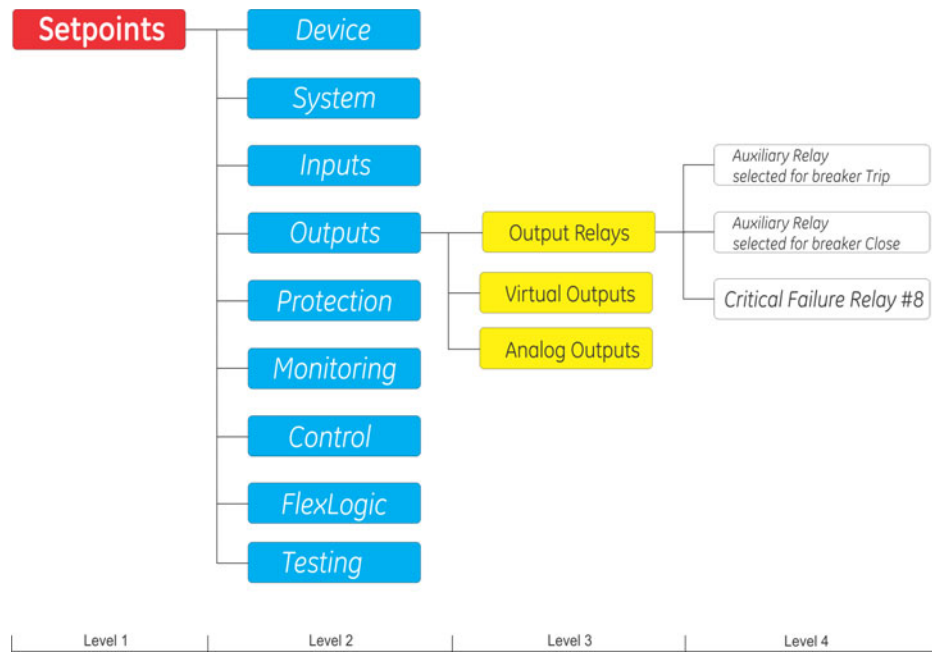 Setpoints
Device
System
Inputs
Outputs
Protection
Monitoring
Control
FlexLogic
Testing
Output Relays
Virtual Outputs
Analog Outputs
Auxiliary Relay
selected for breaker Trip
Auxiliary Relay
selected for breaker Close
Critical Failure Relay #8
Level 1
Level 2
Level 3
Level 4